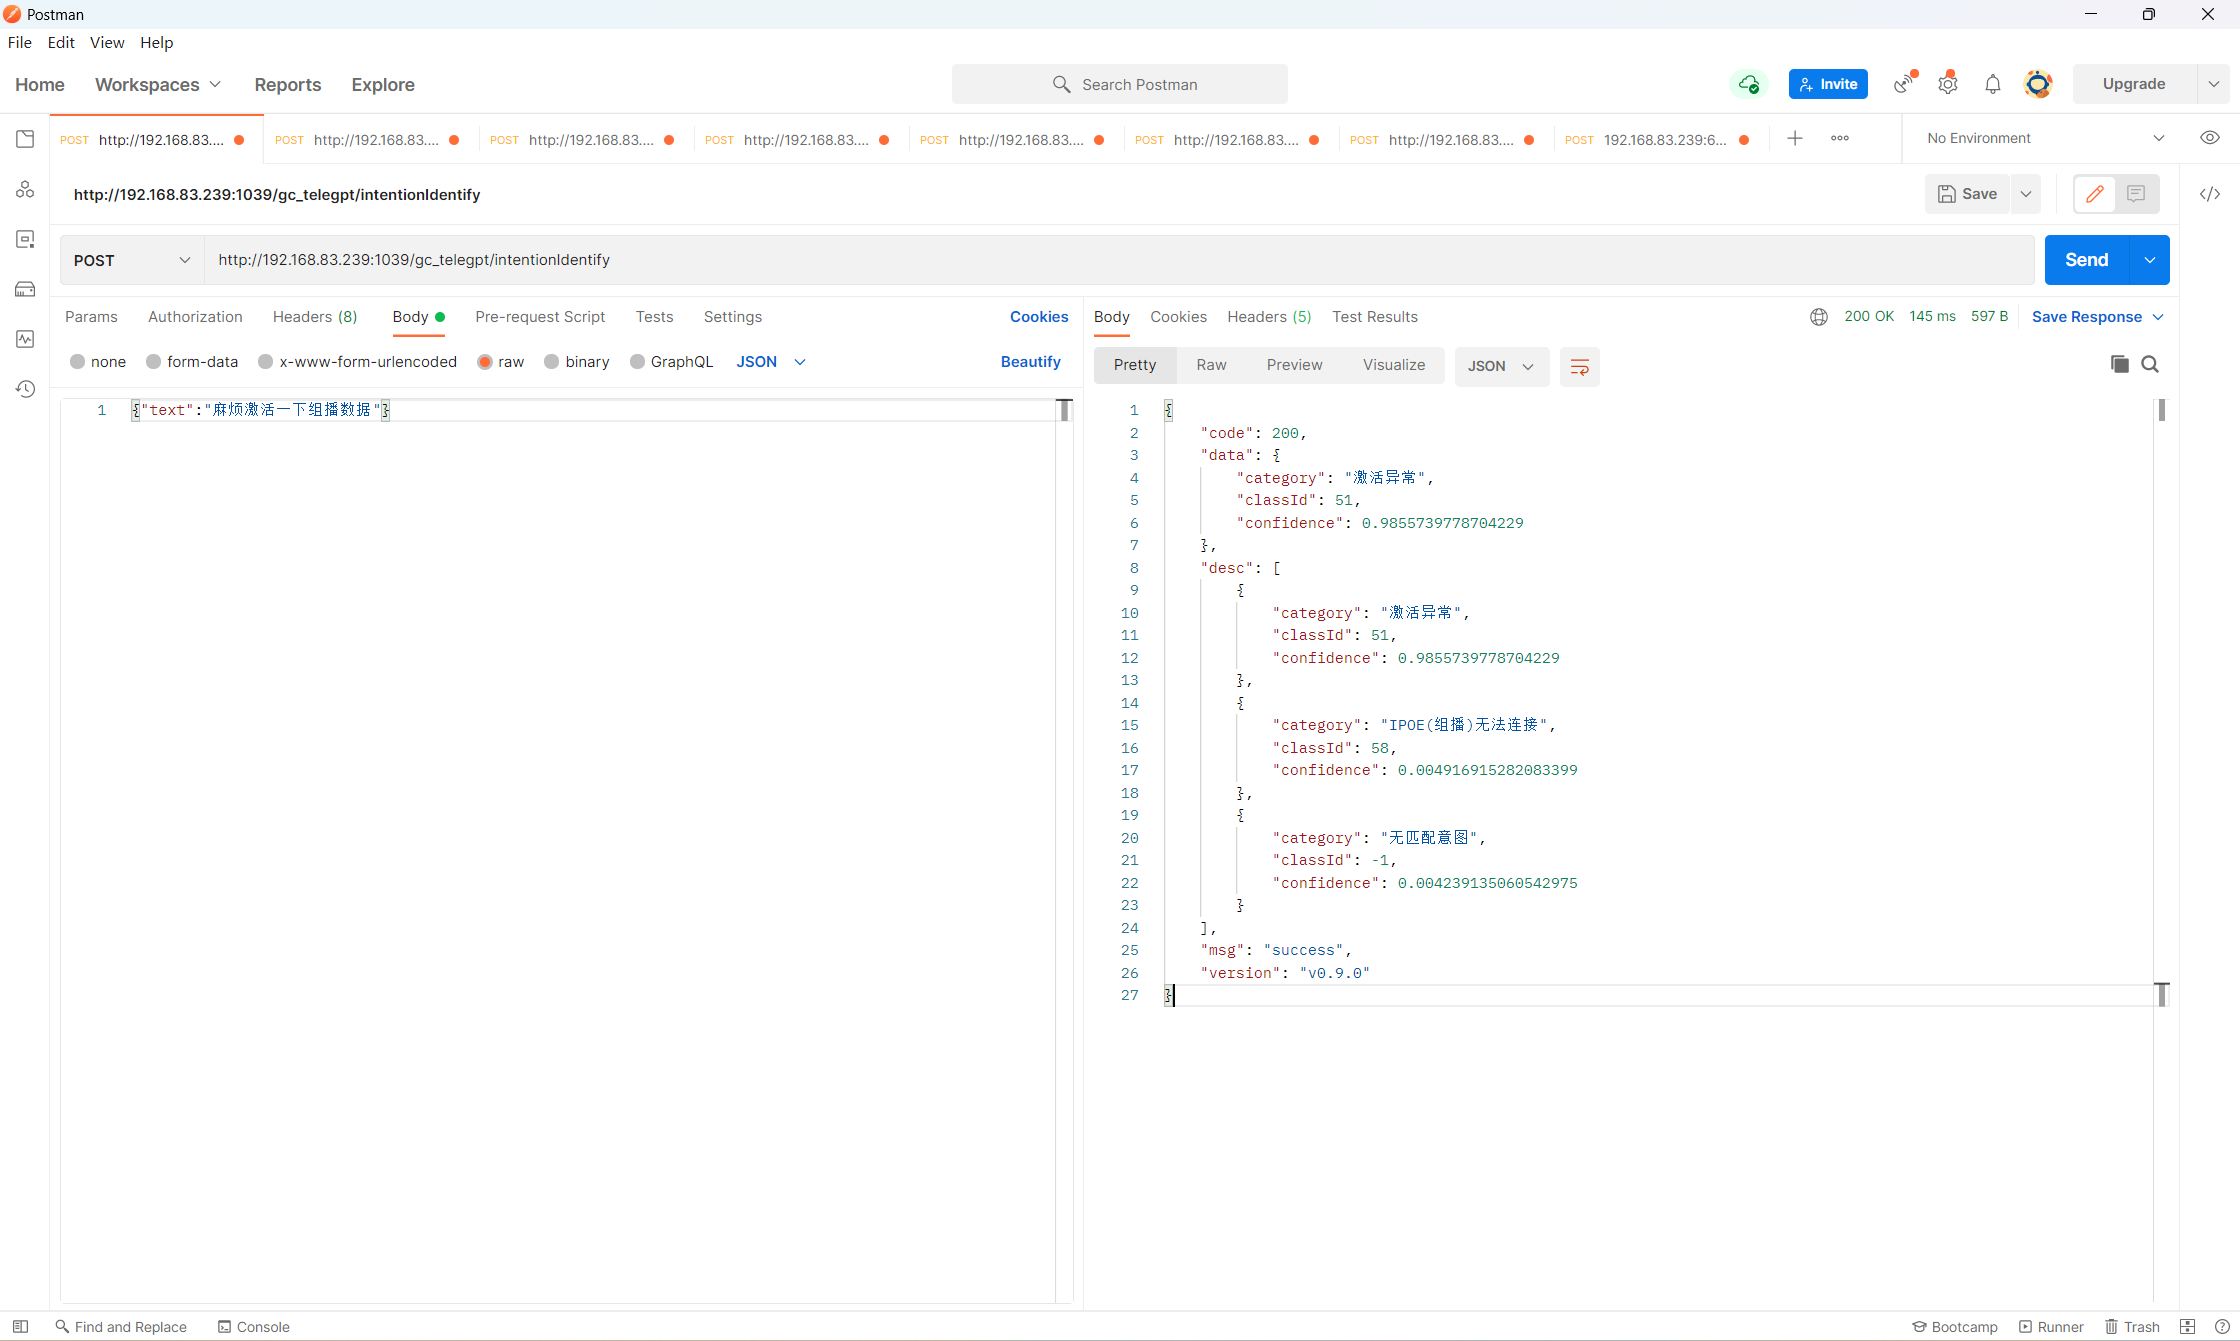 Postman
File Edit View Help
Home Workspaces Reports Explore Search Postman Invite Upgrade
POST http://192.168.83.... POST http://192.168.83.... POST http://192.168.83.... POST http://192.168.83.... POST http://192.168.83.... POST http://192.168.83.... POST http://192.168.83.... POST 192.168.83.239:6... No Environment
http://192.168.83.239:1039/gc_telegpt/intentionIdentify Save
POST http://192.168.83.239:1039/gc_telegpt/intentionIdentify Send
Params Authorization Headers (8) Body Pre-request Script Tests Settings Cookies
none form-data x-www-form-urlencoded raw binary GraphQL JSON Beautify
1 {"text":"麻烦激活一下组播数据"}
Body Cookies Headers (5) Test Results 200 OK 145 ms 597 B Save Response
Pretty Raw Preview Visualize JSON
1 {
2 "code": 200,
3 "data": {
4 "category": "激活异常",
5 "classId": 51,
6 "confidence": 0.9855739778704229
7 },
8 "desc": [
9 {
10 "category": "激活异常",
11 "classId": 51,
12 "confidence": 0.9855739778704229
13 },
14 {
15 "category": "IPOE(组播)无法连接",
16 "classId": 58,
17 "confidence": 0.004916915282083399
18 },
19 {
20 "category": "无匹配意图",
21 "classId": -1,
22 "confidence": 0.004239135060542975
23 }
24 ],
25 "msg": "success",
26 "version": "v0.9.0"
27 }
Find and Replace Console Bootcamp Runner Trash